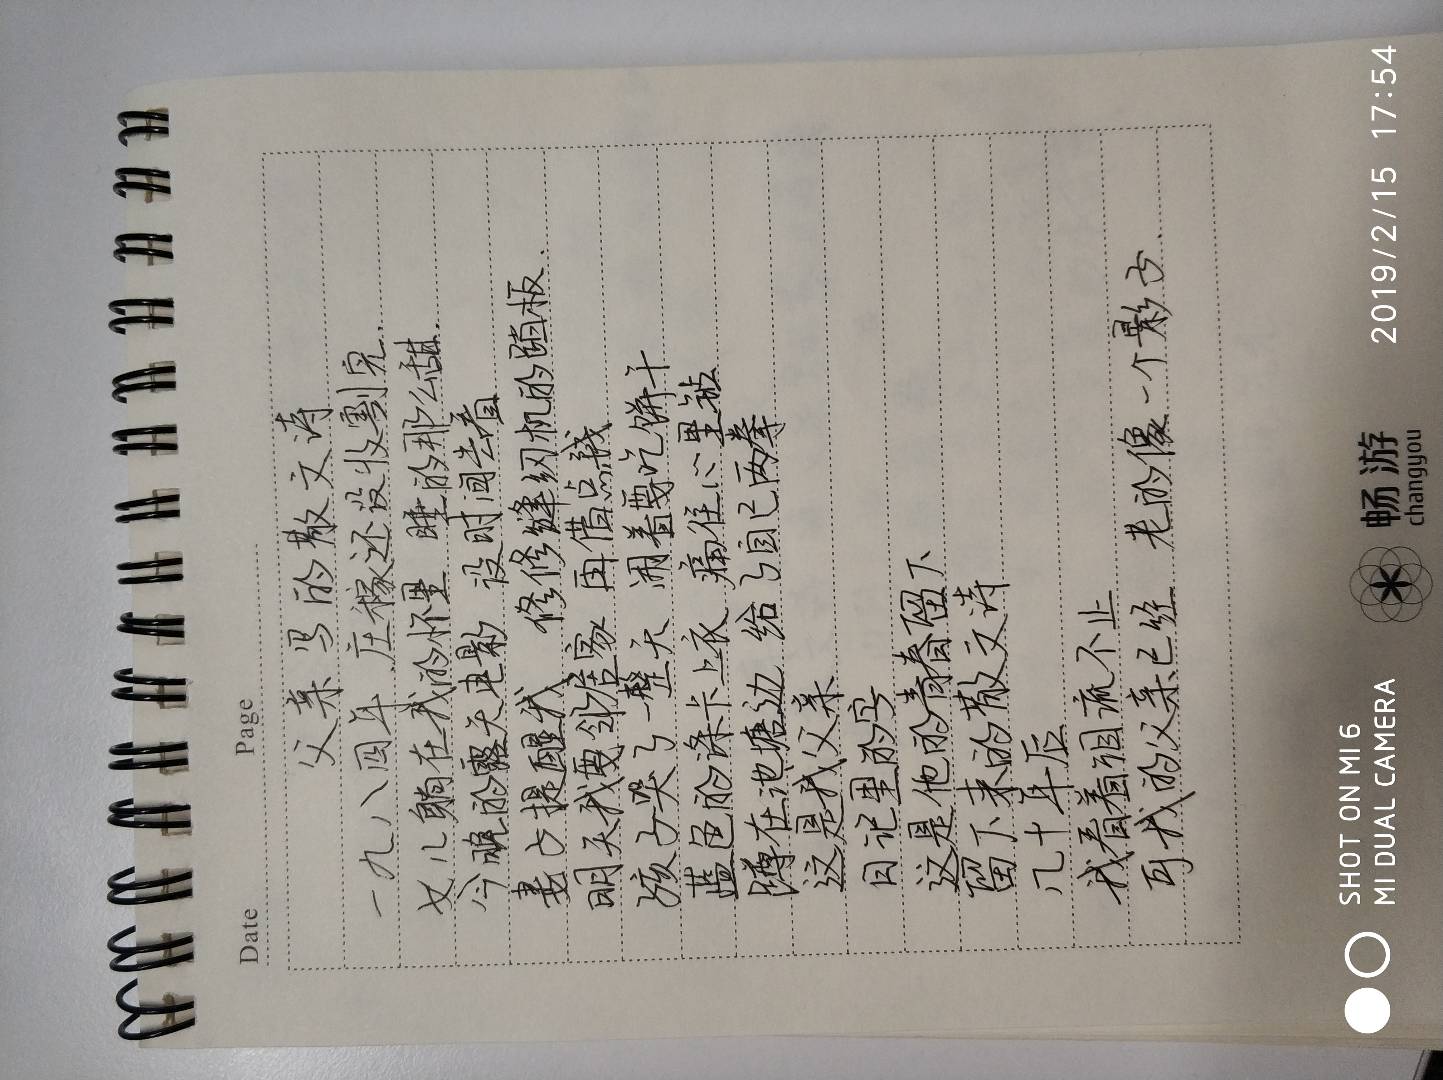 Date Page
父亲写的散文诗
一九八四年,庄稼还没收割完.
女儿躺在我的怀里 睡的那么甜.
今晚的露天电影 没时间去看
妻子提醒我 修修缝纫机的踏板.
明天我要邻居家 再借点钱
孩子哭了一整天 闹着要吃饼干
蓝色的涤卡上衣 痛往心里钻
蹲在池塘边 给了自己两拳
这是我父亲
日记里的字
这是他的青春留下
留下来的散文诗
几十年后
我看着泪流不止
可我的父亲已经 老的像一个影子.
SHOT ON MI 6
MI DUAL CAMERA
畅游
changyou
2019/2/15 17:54